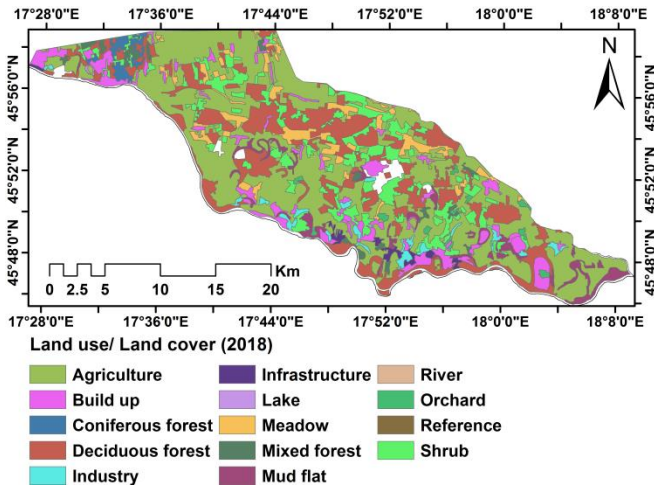 17°28'0"E 17°36'0"E 17°44'0"E 17°52'0"E 18°0'0"E 18°8'0"E
N
45°56'0"N 45°56'0"N
45°52'0"N 45°52'0"N
45°48'0"N 45°48'0"N
Km
0 2.5 5 10 15 20
17°28'0"E 17°36'0"E 17°44'0"E 17°52'0"E 18°0'0"E 18°8'0"E
Land use/ Land cover (2018)
Agriculture Infrastructure River
Build up Lake Orchard
Coniferous forest Meadow Reference
Deciduous forest Mixed forest Shrub
Industry Mud flat